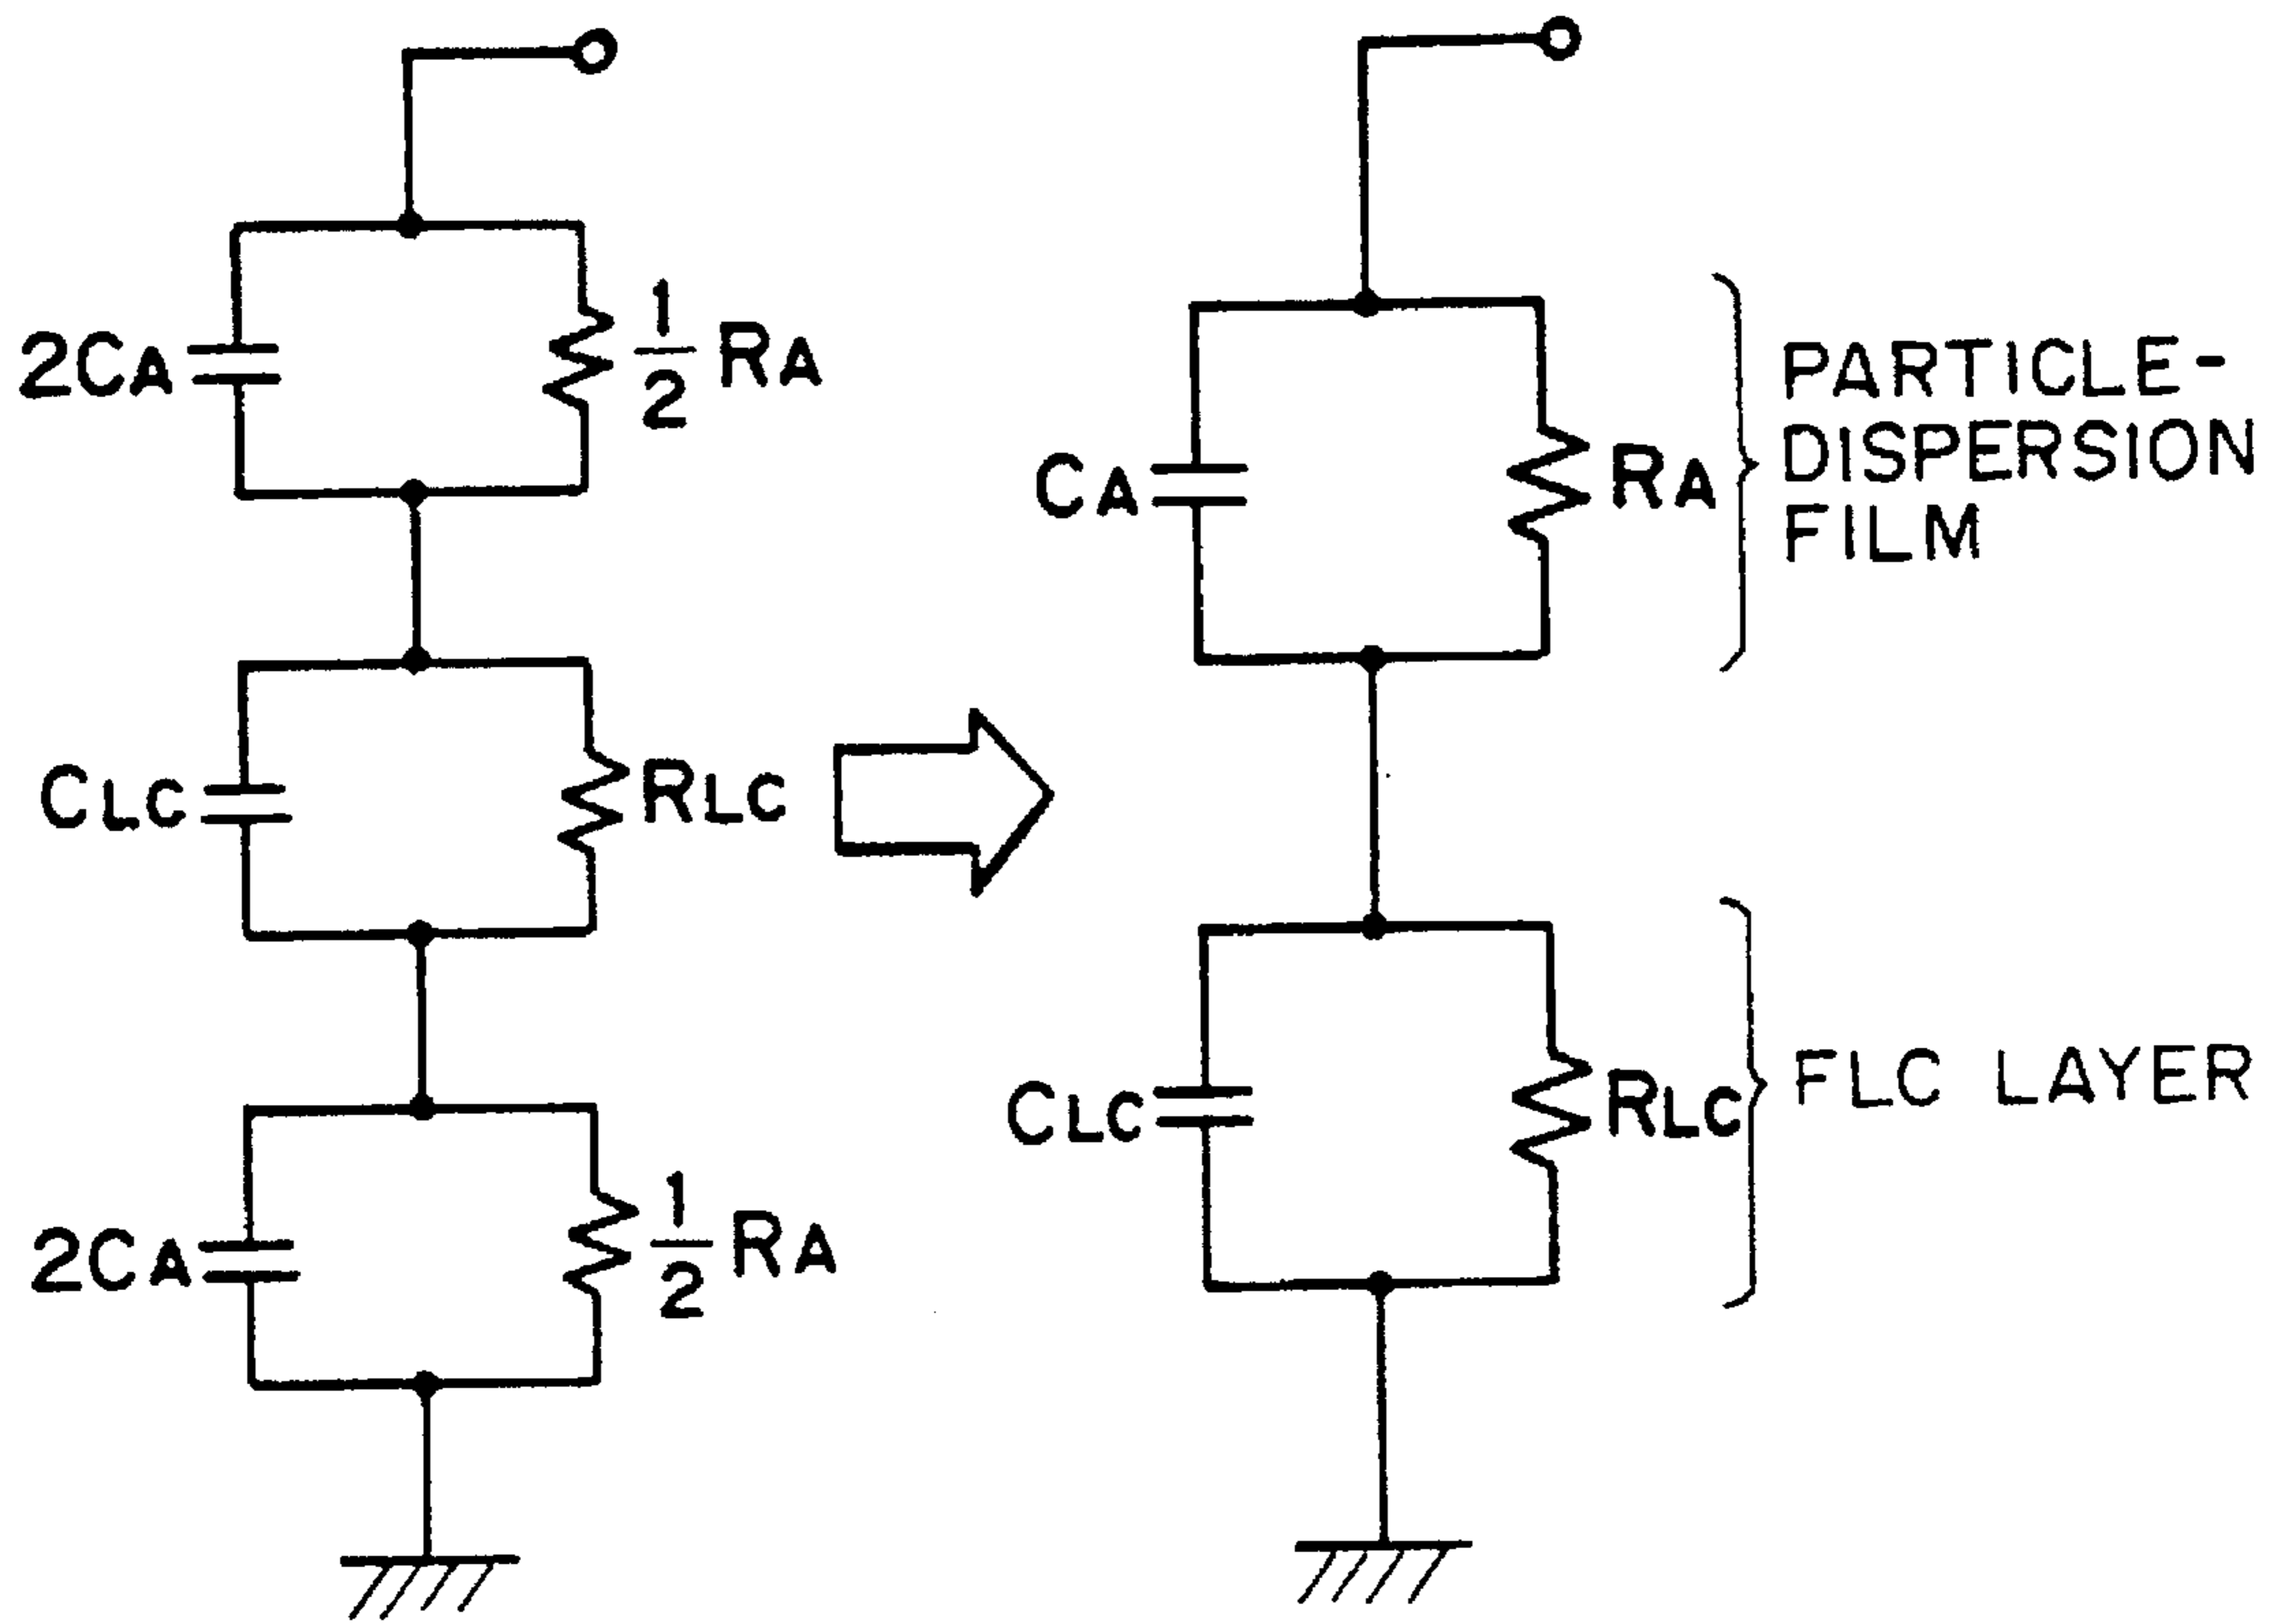 2CA
1/2 RA
CLC
RLC
2CA
1/2 RA
CA
RA
PARTICLE-
DISPERSION
FILM
CLC
RLC
FLC LAYER